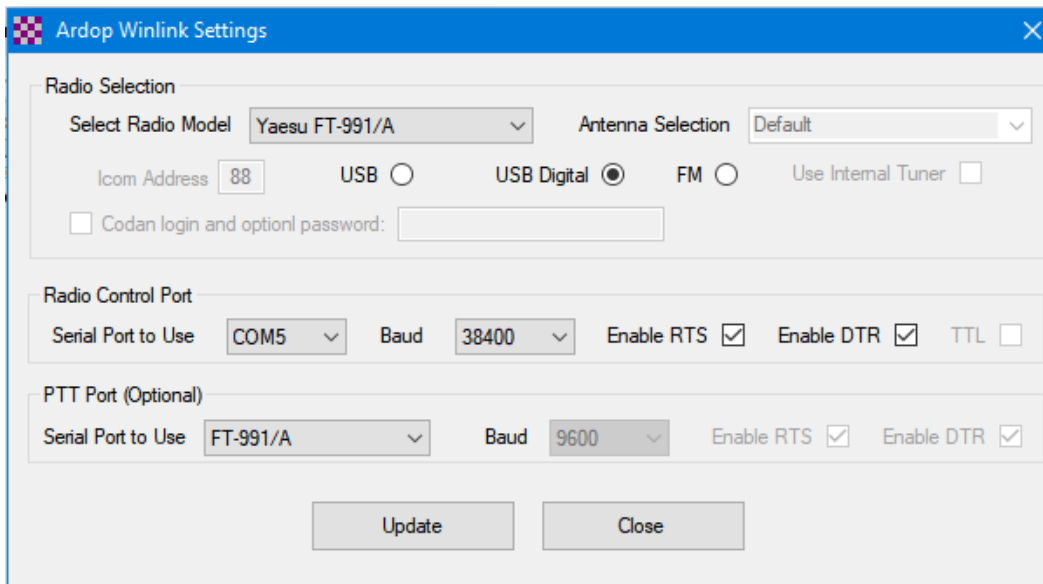 Ardop Winlink Settings
Radio Selection
Select Radio Model Yaesu FT-991/A Antenna Selection Default
Icom Address 88 USB USB Digital FM Use Internal Tuner
Codan login and optionl password:
Radio Control Port
Serial Port to Use COM5 Baud 38400 Enable RTS Enable DTR TTL
PTT Port (Optional)
Serial Port to Use FT-991/A Baud 9600 Enable RTS Enable DTR
Update Close